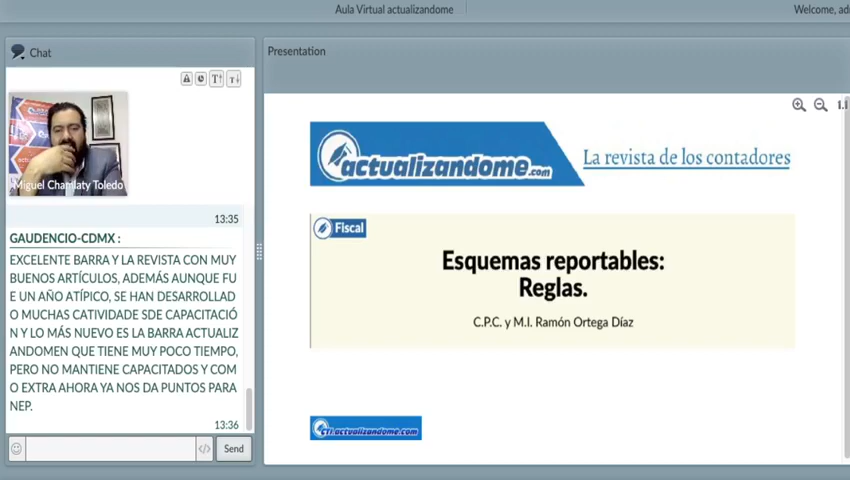 Aula Virtual actualizandome
Welcome, ad
Chat
Presentation
Miguel Chamlaty Toledo
13:35
GAUDENCIO-CDMX :
EXCELENTE BARRA Y LA REVISTA CON MUY
BUENOS ARTÍCULOS, ADEMÁS AUNQUE FU
E UN AÑO ATÍPICO, SE HAN DESARROLLAD
O MUCHAS CATIVIDADE SDE CAPACITACIÓ
N Y LO MÁS NUEVO ES LA BARRA ACTUALIZ
ANDOMEN QUE TIENE MUY POCO TIEMPO,
PERO NO MANTIENE CAPACITADOS Y COM
O EXTRA AHORA YA NOS DA PUNTOS PARA
NEP.
13:36
Send
actualizandome.com
La revista de los contadores
Fiscal
Esquemas reportables:
Reglas.
C.P.C. y M.I. Ramón Ortega Díaz
actualizandome.com